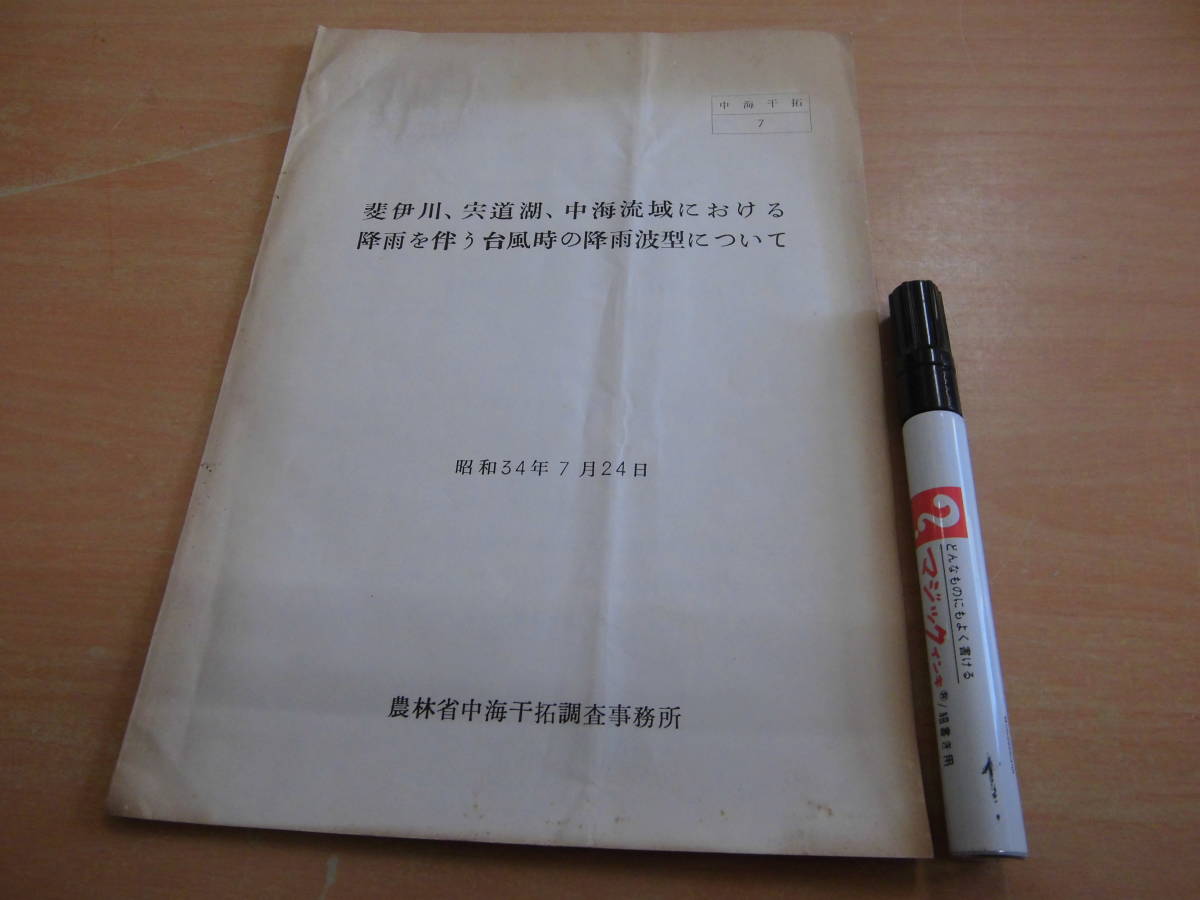 中海干拓
7
斐伊川、宍道湖、中海流域における
降雨を伴う台風時の降雨波型について
昭和34年7月24日
農林省中海干拓調査事務所
?
どんなものにもよく書ける
マジックインキ
細書き用